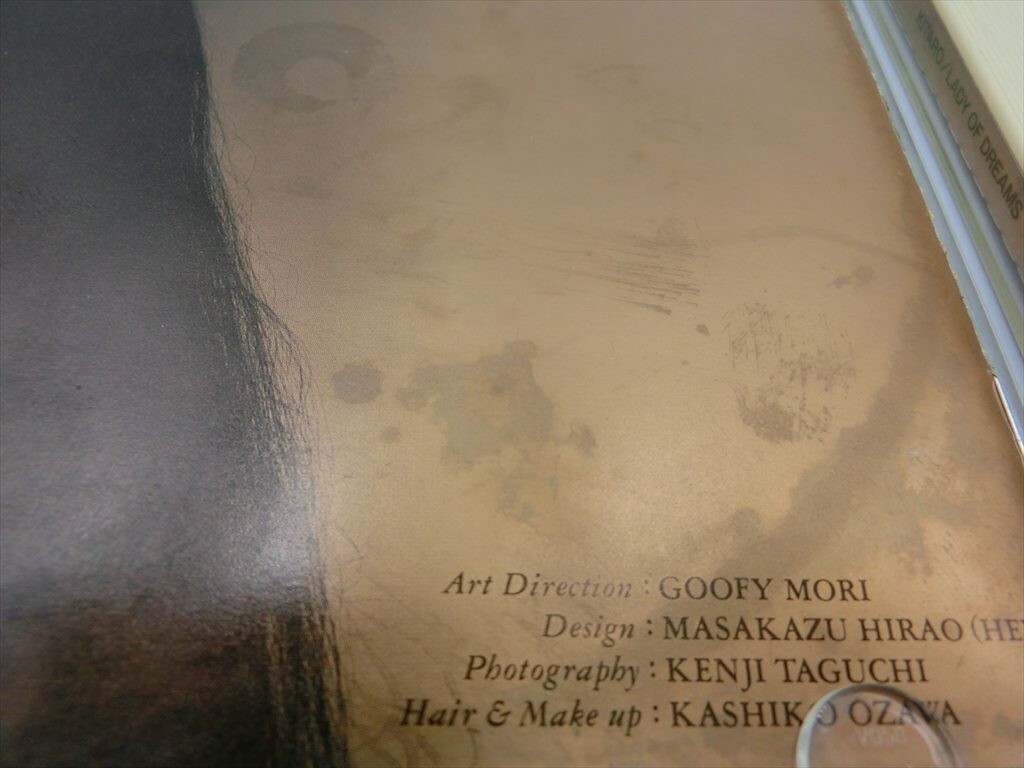 KITARO/LADY OF DREAMS
Art Direction : GOOFY MORI
Design : MASAKAZU HIRAO (HE
Photography : KENJI TAGUCHI
Hair & Make up : KASHIKO OZAWA